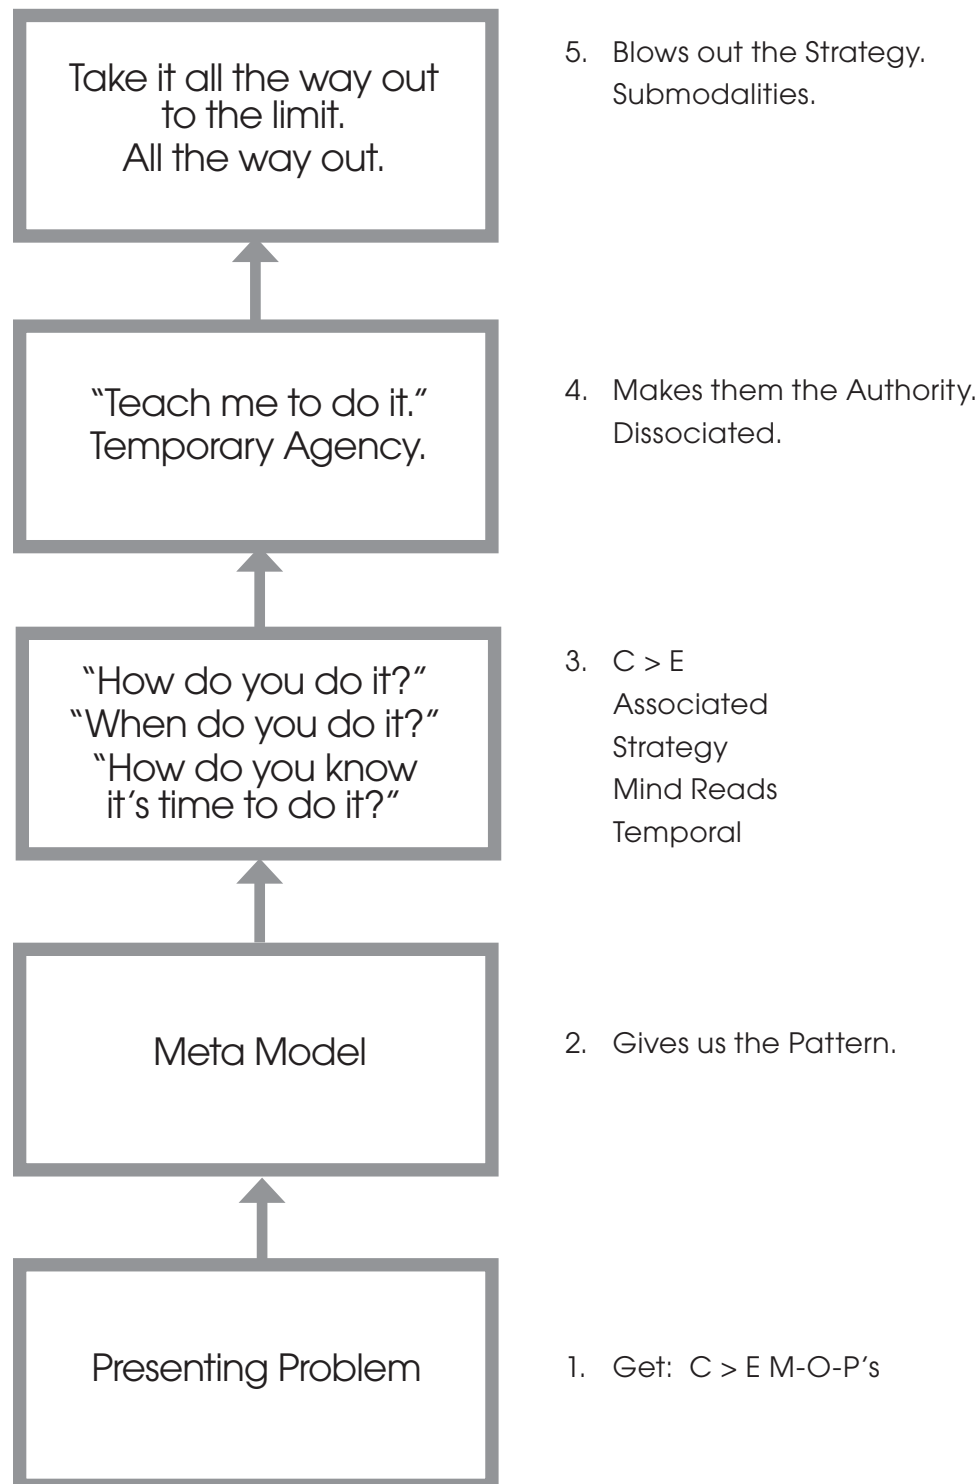 Take it all the way out
to the limit.
All the way out.
5. Blows out the Strategy.
Submodalities.
“Teach me to do it.”
Temporary Agency.
4. Makes them the Authority.
Dissociated.
“How do you do it?”
“When do you do it?”
“How do you know
it’s time to do it?”
3. C > E
Associated
Strategy
Mind Reads
Temporal
Meta Model
2. Gives us the Pattern.
Presenting Problem
1. Get: C > E M-O-P’s